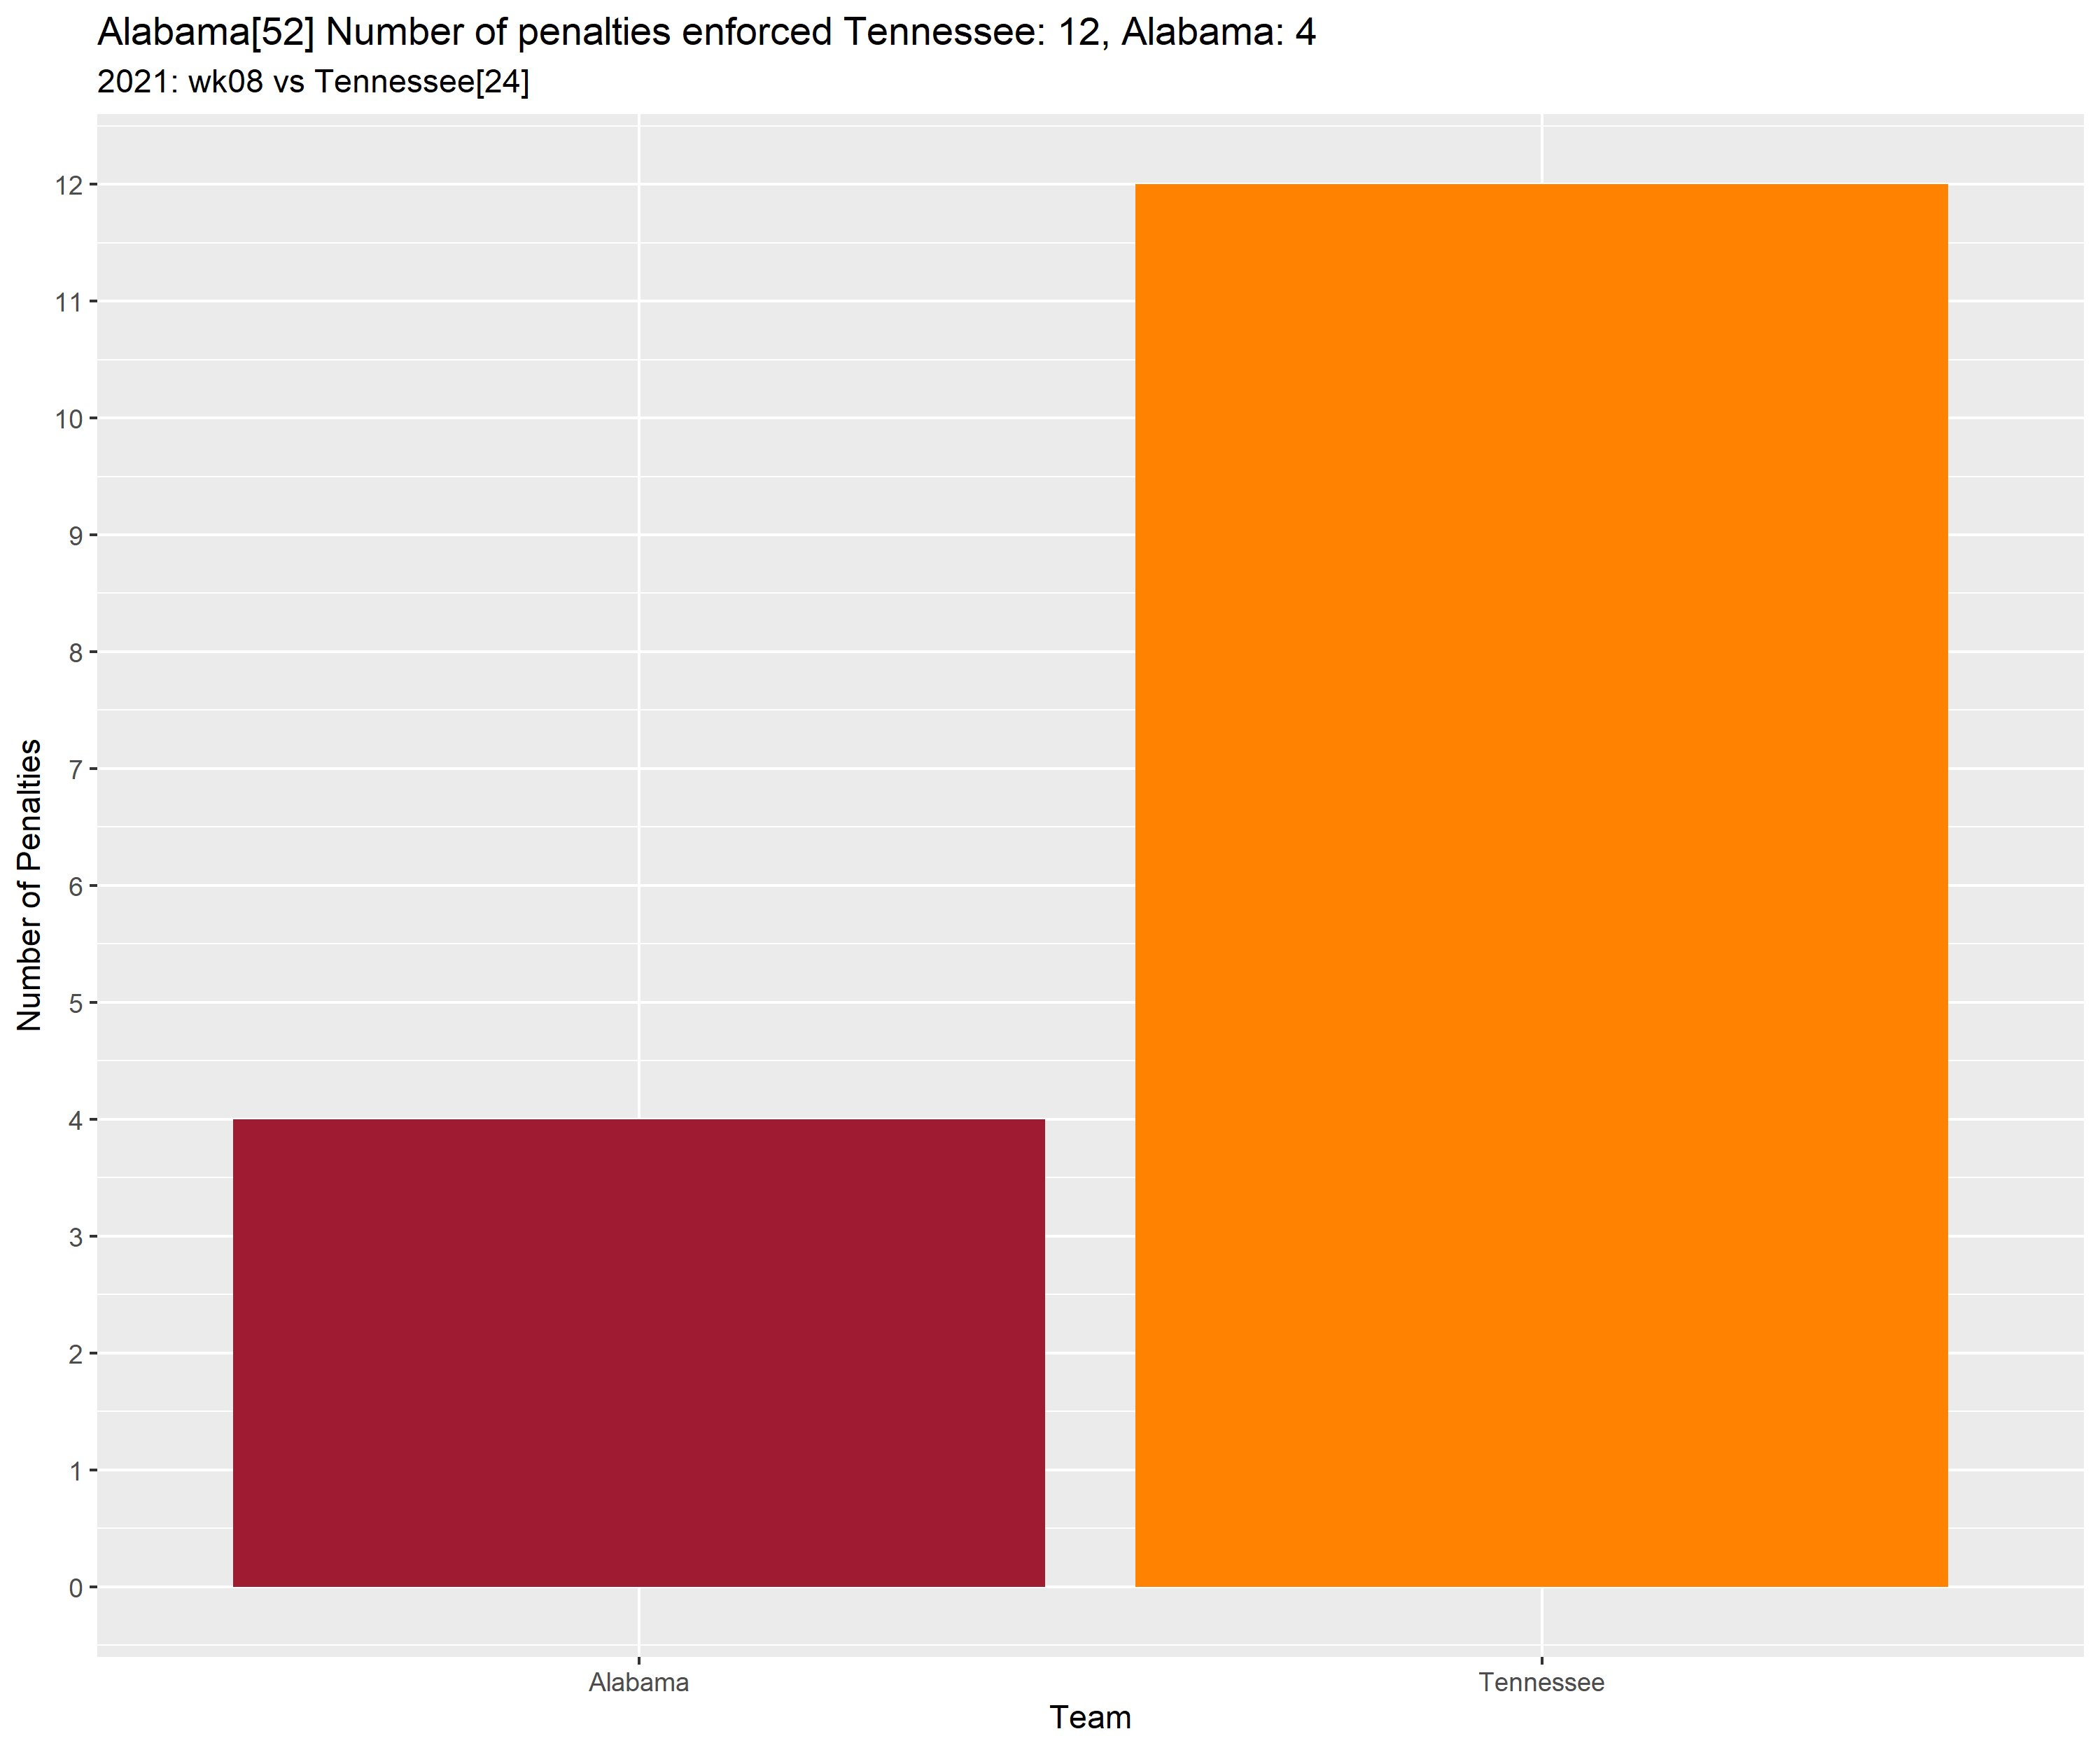 Alabama[52] Number of penalties enforced Tennessee: 12, Alabama: 4
2021: wk08 vs Tennessee[24]
12
11
10
9
8
7
6
5
4
3
2
1
0
Number of Penalties
Alabama
Tennessee
Team